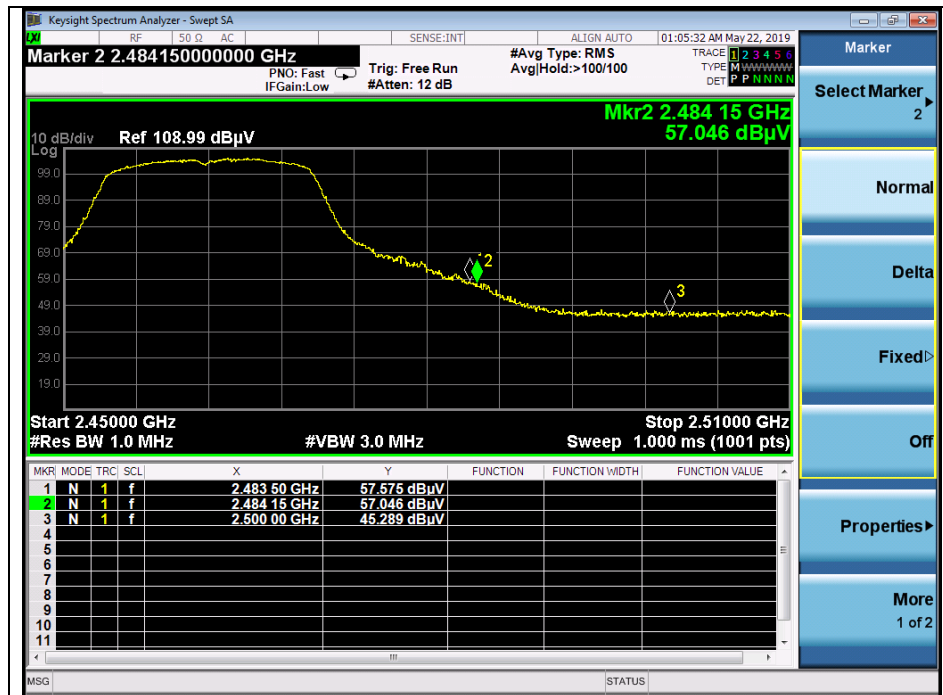 Keysight Spectrum Analyzer - Swept SA
LXI RF 50 Ω AC SENSE:INT ALIGN AUTO 01:05:32 AM May 22, 2019
Marker 2 2.484150000000 GHz
PNO: Fast
IFGain:Low
Trig: Free Run
#Atten: 12 dB
#Avg Type: RMS
Avg|Hold:>100/100
TRACE 1 2 3 4 5 6
TYPE M W W W W W
DET P P N N N N
Mkr2 2.484 15 GHz
57.046 dBµV
10 dB/div Ref 108.99 dBµV
Log
99.0
89.0
79.0
69.0
59.0
49.0
39.0
29.0
19.0
2
3
Start 2.45000 GHz Stop 2.51000 GHz
#Res BW 1.0 MHz #VBW 3.0 MHz Sweep 1.000 ms (1001 pts)
MKR MODE TRC SCL X Y FUNCTION FUNCTION WIDTH FUNCTION VALUE
1 N 1 f 2.483 50 GHz 57.575 dBµV
2 N 1 f 2.484 15 GHz 57.046 dBµV
3 N 1 f 2.500 00 GHz 45.289 dBµV
4
5
6
7
8
9
10
11
MSG STATUS
Marker
Select Marker
2
Normal
Delta
Fixed
Off
Properties
More
1 of 2